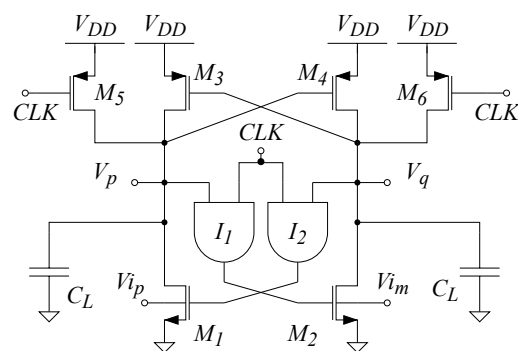 V_DD V_DD V_DD V_DD
M_5 M_3 M_4 M_6
CLK CLK
CLK
V_p V_q
I_1 I_2
C_L Vi_p Vi_m C_L
M_1 M_2